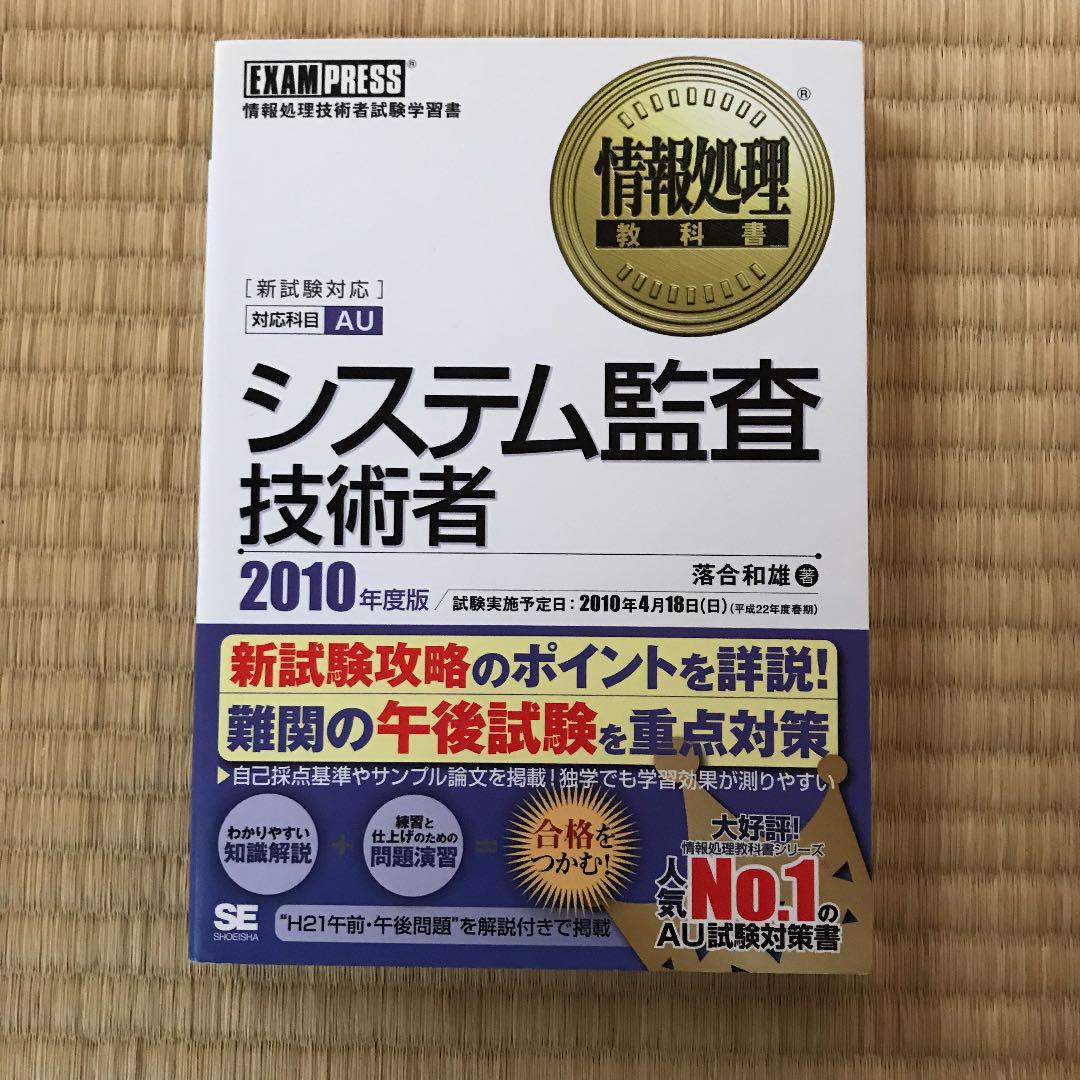 EXAMPRESS®
情報処理技術者試験学習書
®
情報処理
教科書
[新試験対応]
対応科目 AU
システム監査
技術者
落合和雄 著
2010年度版 / 試験実施予定日:2010年4月18日(日)(平成22年度春期)
新試験攻略のポイントを詳説!
難関の午後試験を重点対策
▶自己採点基準やサンプル論文を掲載!独学でも学習効果が測りやすい
わかりやすい
知識解説
+
練習と
仕上げのための
問題演習
=
合格を
つかむ!
大好評!
情報処理教科書シリーズ
人気No.1の
AU試験対策書
SE
SHOEISHA
“H21午前・午後問題”を解説付きで掲載